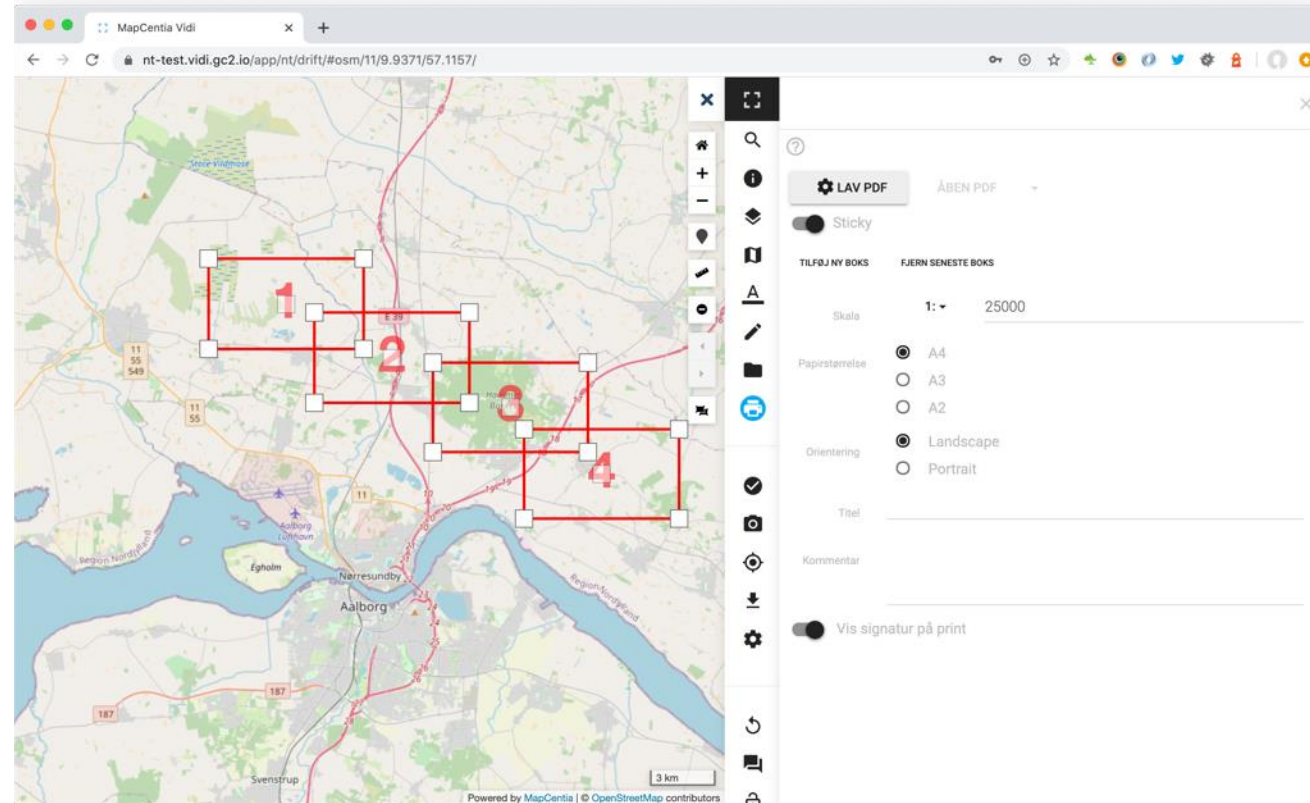 MapCentia Vidi
nt-test.vidi.gc2.io/app/nt/drift/#osm/11/9.9371/57.1157/
Store Vildmose
1
E 39
2
11
55
549
11
55
3
4
11
Aalborg
Lufthavn
Region Nordjylland
Egholm
Nørresundby
Aalborg
Region Nordjylland
187
187
Svenstrup
3 km
Powered by MapCentia | © OpenStreetMap contributors
A
LAV PDF
ÅBEN PDF
Sticky
TILFØJ NY BOKS FJERN SENESTE BOKS
Skala 1: 25000
Papirstørrelse A4
A3
A2
Orientering Landscape
Portrait
Titel
Kommentar
Vis signatur på print